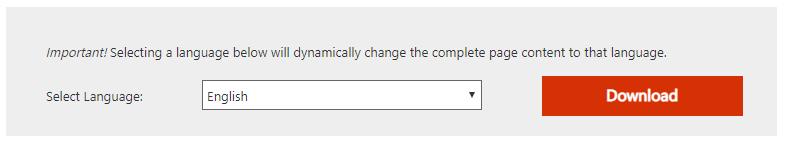 Important! Selecting a language below will dynamically change the complete page content to that language.
Select Language: English Download